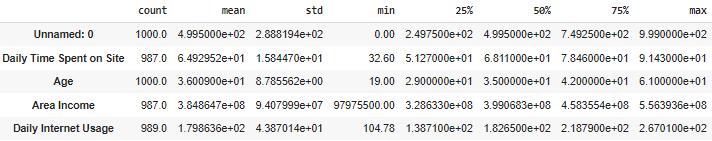 count mean std min 25% 50% 75% max
Unnamed: 0 1000.0 4.995000e+02 2.888194e+02 0.00 2.497500e+02 4.995000e+02 7.492500e+02 9.990000e+02
Daily Time Spent on Site 987.0 6.492952e+01 1.584470e+01 32.60 5.127000e+01 6.811000e+01 7.846000e+01 9.143000e+01
Age 1000.0 3.600900e+01 8.785562e+00 19.00 2.900000e+01 3.500000e+01 4.200000e+01 6.100000e+01
Area Income 987.0 3.848647e+08 9.407999e+07 97975500.00 3.286330e+08 3.990683e+08 4.583554e+08 5.563936e+08
Daily Internet Usage 989.0 1.798636e+02 4.387014e+01 104.78 1.387100e+02 1.826500e+02 2.187900e+02 2.670100e+02